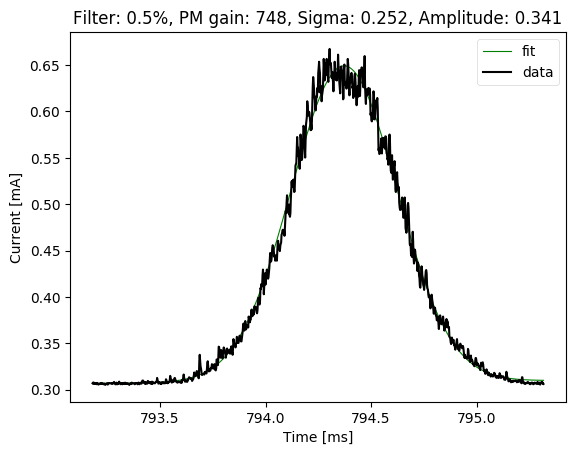 Filter: 0.5%, PM gain: 748, Sigma: 0.252, Amplitude: 0.341
fit
data
0.65
0.60
0.55
0.50
0.45
0.40
0.35
0.30
Current [mA]
793.5 794.0 794.5 795.0
Time [ms]